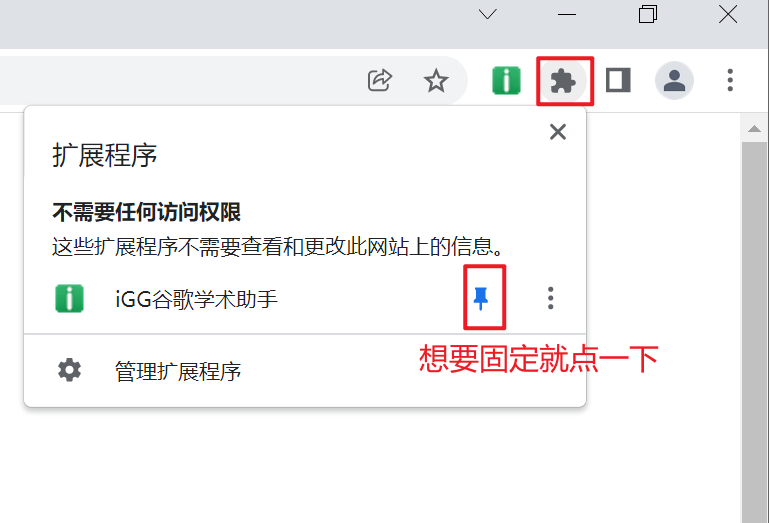 扩展程序
不需要任何访问权限
这些扩展程序不需要查看和更改此网站上的信息。
iGG谷歌学术助手
想要固定就点一下
管理扩展程序